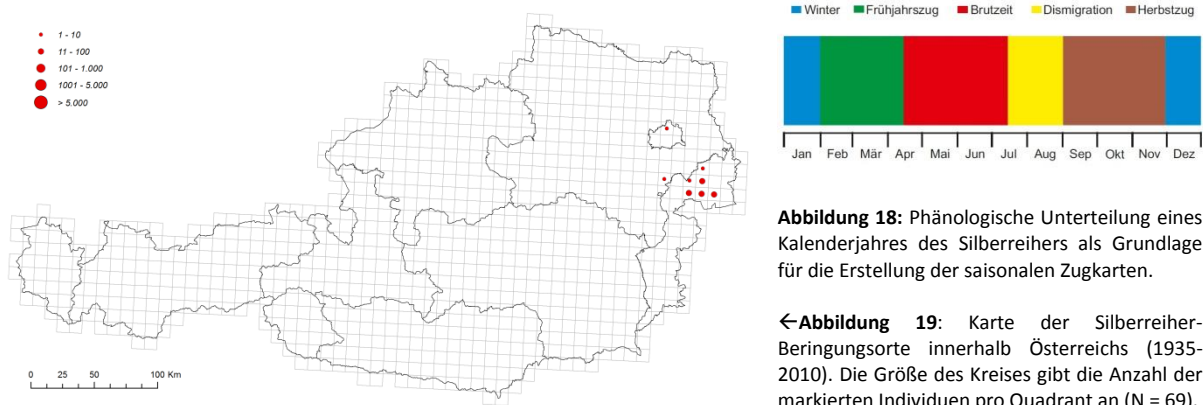 1 - 10
11 - 100
101 - 1.000
1001 - 5.000
> 5.000
0 25 50 100 Km
Winter Frühjahrszug Brutzeit Dismigration Herbstzug
Jan Feb Mär Apr Mai Jun Jul Aug Sep Okt Nov Dez
Abbildung 18: Phänologische Unterteilung eines
Kalenderjahres des Silberreihers als Grundlage
für die Erstellung der saisonalen Zugkarten.
←Abbildung 19: Karte der Silberreiher-
Beringungsorte innerhalb Österreichs (1935-
2010). Die Größe des Kreises gibt die Anzahl der
markierten Individuen pro Quadrant an (N = 69).